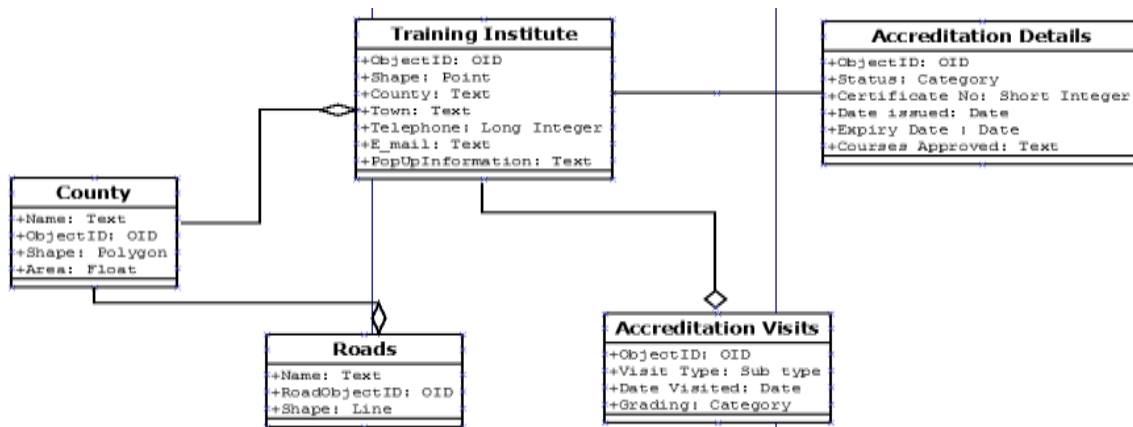 Training Institute
+ObjectID: OID
+Shape: Point
+County: Text
+Town: Text
+Telephone: Long Integer
+E_mail: Text
+PopUpInformation: Text
Accreditation Details
+ObjectID: OID
+Status: Category
+Certificate No: Short Integer
+Date issued: Date
+Expiry Date : Date
+Courses Approved: Text
County
+Name: Text
+ObjectID: OID
+Shape: Polygon
+Area: Float
Roads
+Name: Text
+RoadObjectID: OID
+Shape: Line
Accreditation Visits
+ObjectID: OID
+Visit Type: Sub type
+Date Visited: Date
+Grading: Category